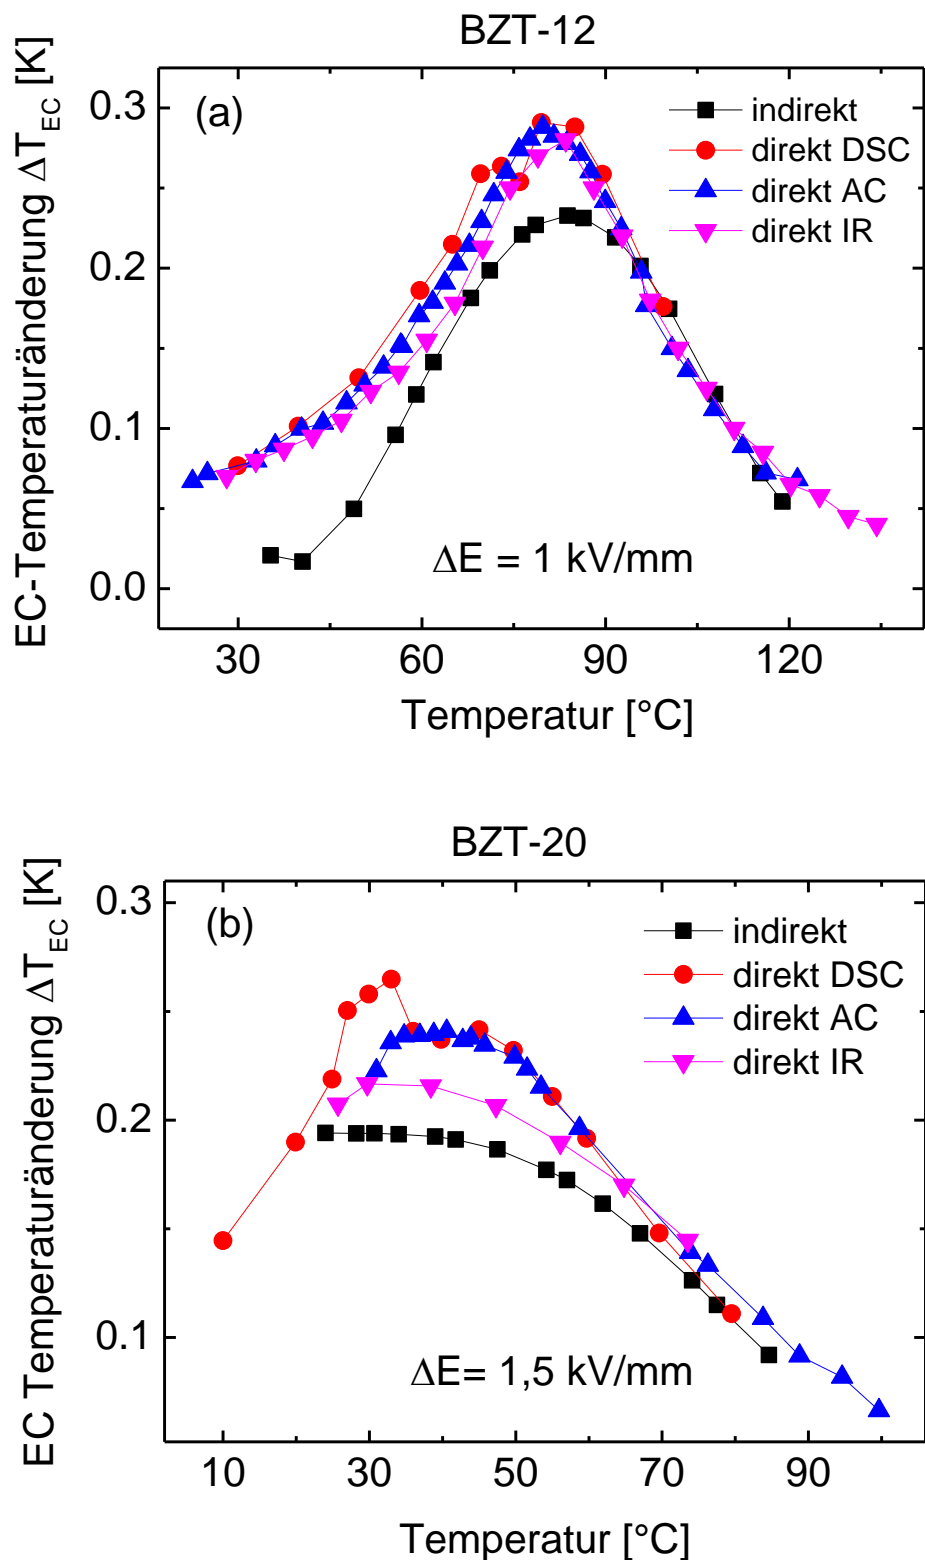 BZT-12
(a)
indirekt
direkt DSC
direkt AC
direkt IR
EC-Temperaturänderung ΔT_EC [K]
0.3
0.2
0.1
0.0
ΔE = 1 kV/mm
30 60 90 120
Temperatur [°C]
BZT-20
(b)
indirekt
direkt DSC
direkt AC
direkt IR
EC Temperaturänderung ΔT_EC [K]
0.3
0.2
0.1
ΔE= 1,5 kV/mm
10 30 50 70 90
Temperatur [°C]